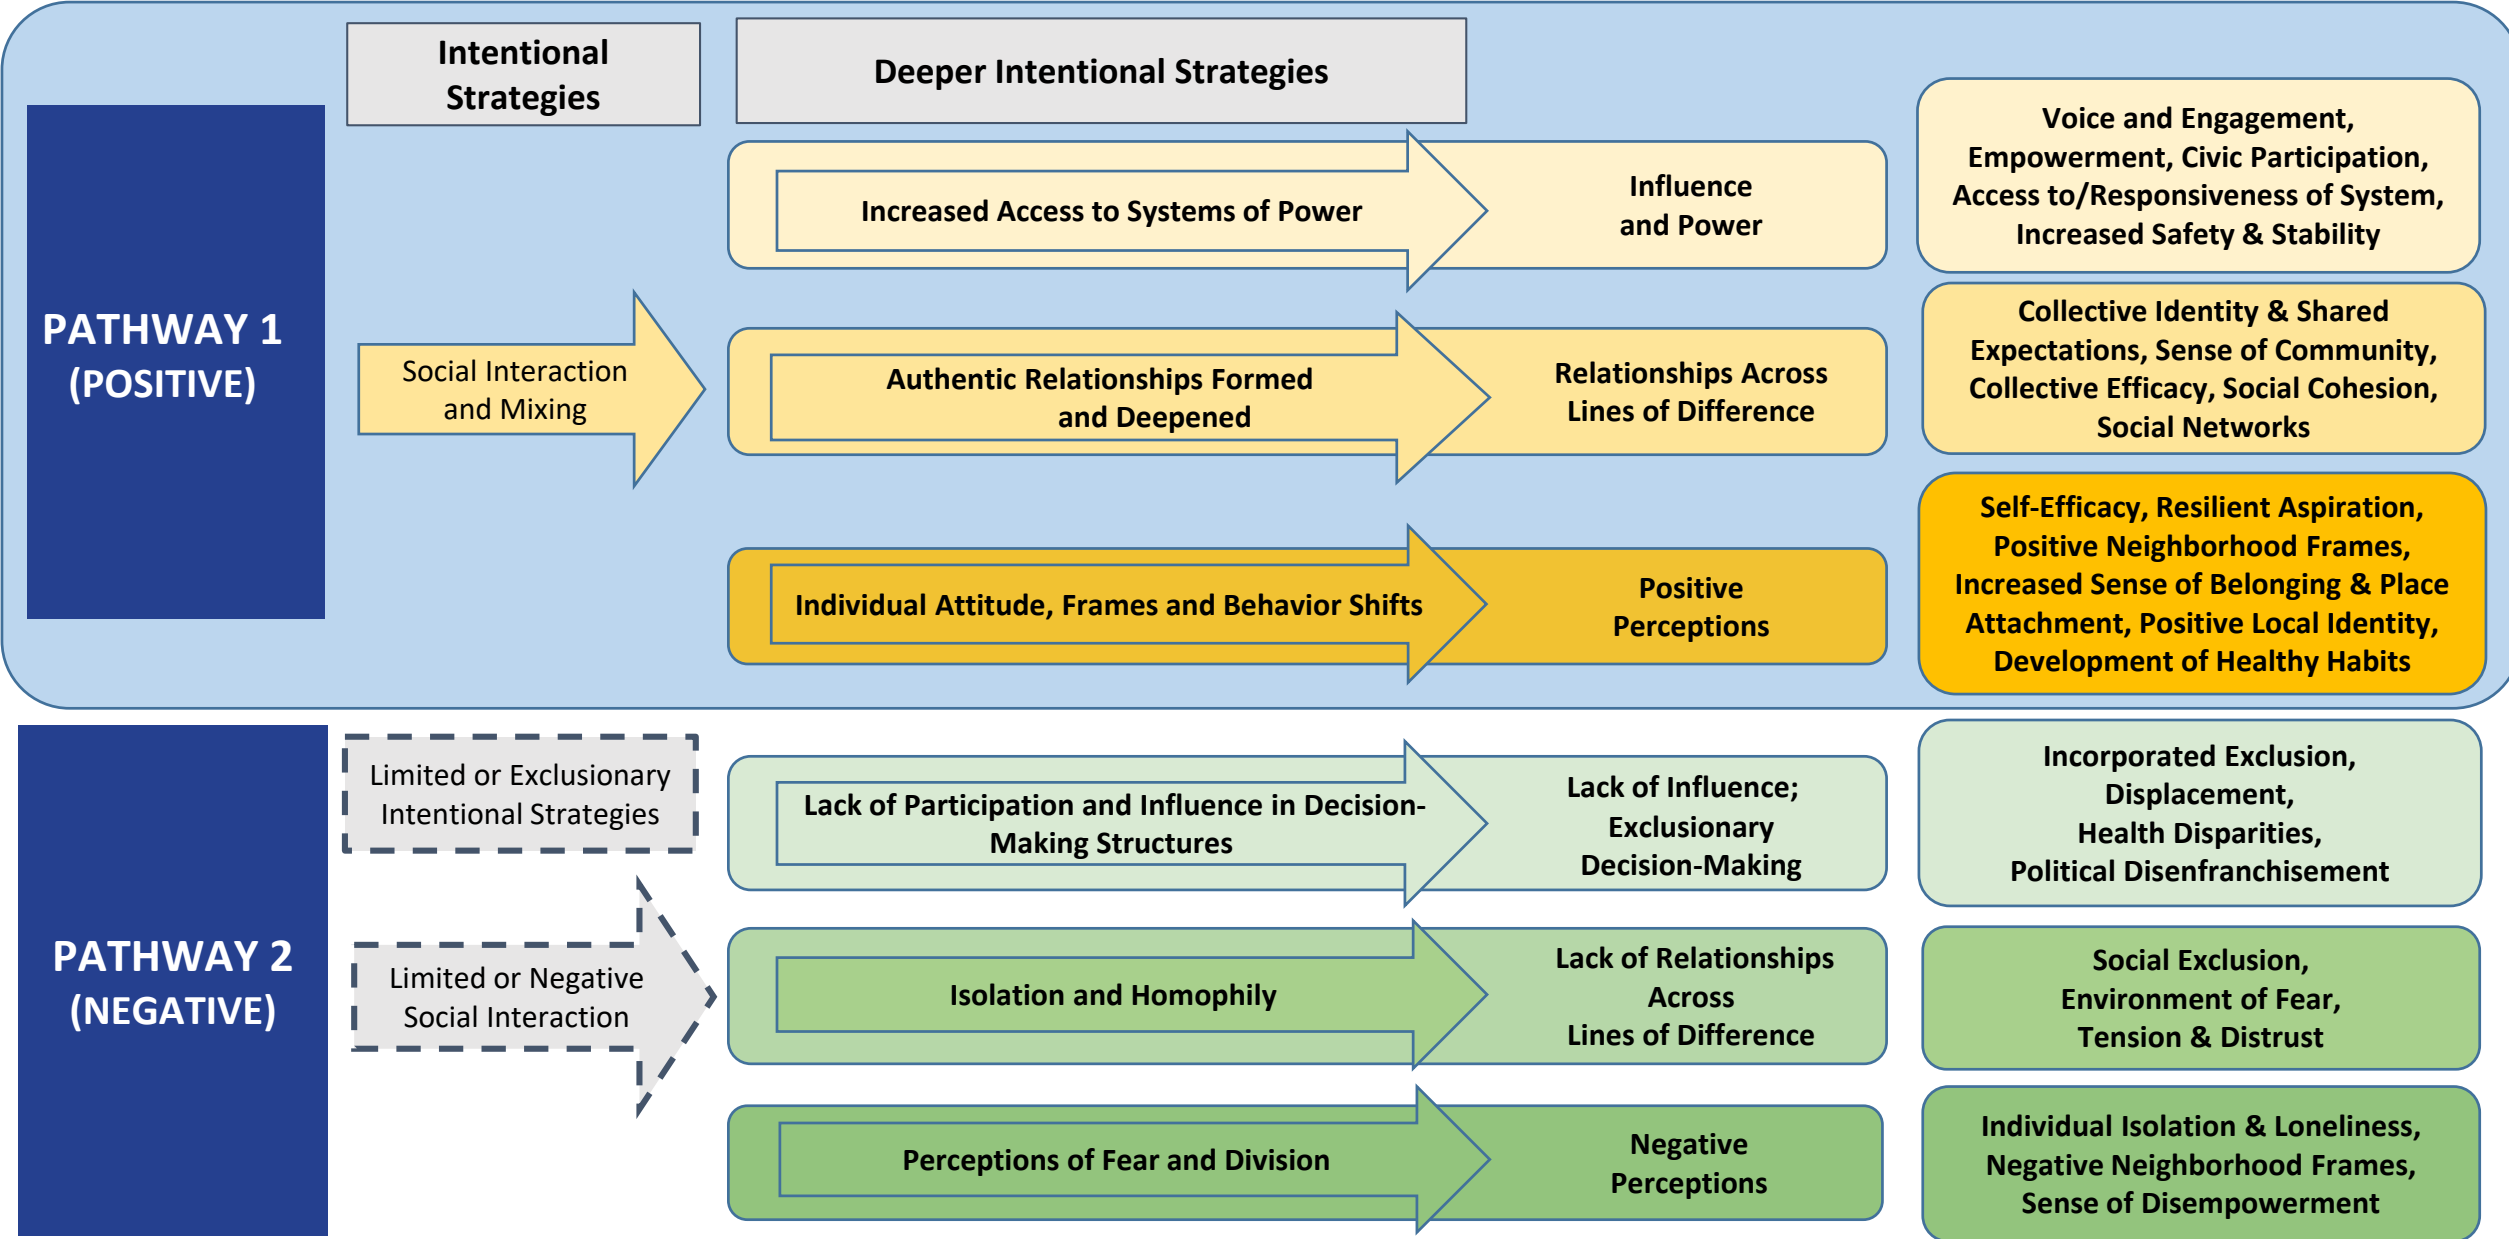 Intentional
Strategies
Deeper Intentional Strategies
PATHWAY 1
(POSITIVE)
Social Interaction
and Mixing
Increased Access to Systems of Power
Influence
and Power
Voice and Engagement,
Empowerment, Civic Participation,
Access to/Responsiveness of System,
Increased Safety & Stability
Authentic Relationships Formed
and Deepened
Relationships Across
Lines of Difference
Collective Identity & Shared
Expectations, Sense of Community,
Collective Efficacy, Social Cohesion,
Social Networks
Individual Attitude, Frames and Behavior Shifts
Positive
Perceptions
Self-Efficacy, Resilient Aspiration,
Positive Neighborhood Frames,
Increased Sense of Belonging & Place
Attachment, Positive Local Identity,
Development of Healthy Habits
PATHWAY 2
(NEGATIVE)
Limited or Exclusionary
Intentional Strategies
Limited or Negative
Social Interaction
Lack of Participation and Influence in Decision-
Making Structures
Lack of Influence;
Exclusionary
Decision-Making
Incorporated Exclusion,
Displacement,
Health Disparities,
Political Disenfranchisement
Isolation and Homophily
Lack of Relationships
Across
Lines of Difference
Social Exclusion,
Environment of Fear,
Tension & Distrust
Perceptions of Fear and Division
Negative
Perceptions
Individual Isolation & Loneliness,
Negative Neighborhood Frames,
Sense of Disempowerment